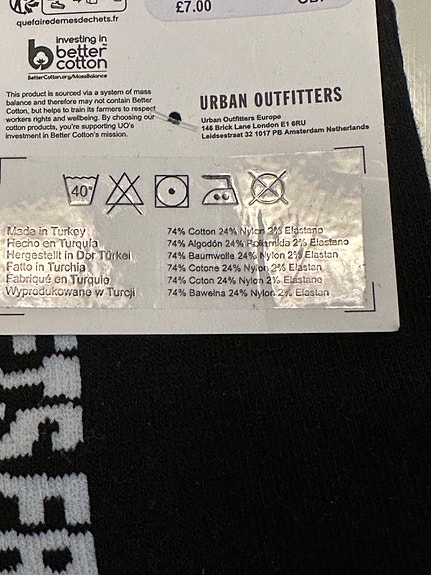 £7.00
quefairedemesdechets.fr
investing in
better
cotton
BetterCotton.org/MassBalance
This product is sourced via a system of mass
balance and therefore may not contain Better
Cotton, but helps to train its farmers to respect
workers rights and wellbeing. By choosing our
cotton products, you're supporting UO's
investment in Better Cotton's mission.
URBAN OUTFITTERS
Urban Outfitters Europe
146 Brick Lane London E1 6RU
Leidsestraat 32 1017 PB Amsterdam Netherlands
40°
Made in Turkey
Hecho en Turquia
Hergestellt in Der Türkei
Fatto in Turchia
Fabriqué en Turquie
Wyprodukowane w Turcji
74% Cotton 24% Nylon 2% Elastane
74% Algodón 24% Poliamida 2% Elastano
74% Baumwolle 24% Nylon 2% Elastan
74% Cotone 24% Nylon 2% Elastan
74% Coton 24% Nylon 2% Elastane
74% Bawełna 24% Nylon 2% Elastan